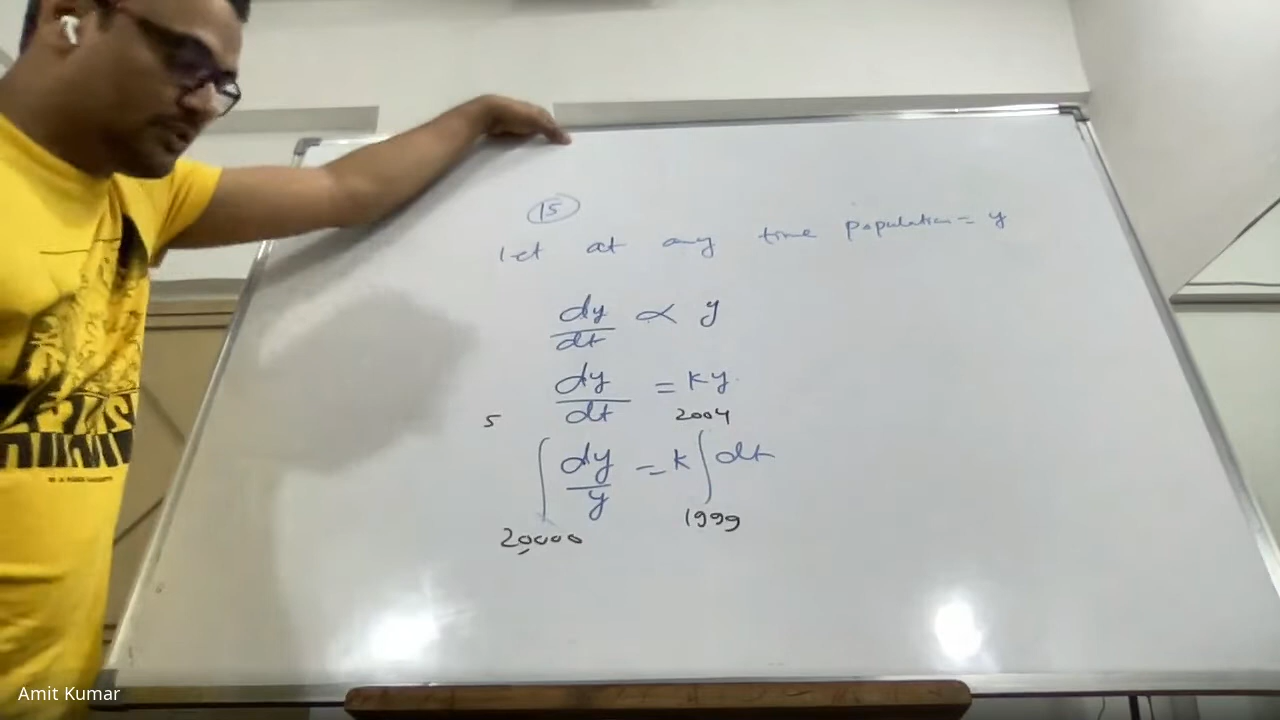 15
Let at any time population = y
dy/dt ∝ y
dy/dt = ky
5 2004
∫ dy/y = k ∫ dt
20000 1999
Amit Kumar